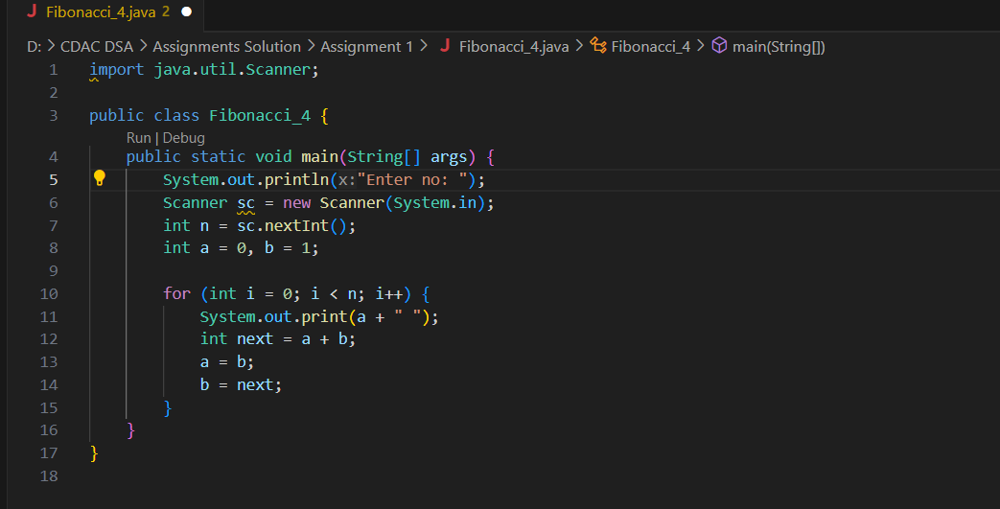 Fibonacci_4.java 2
D: > CDAC DSA > Assignments Solution > Assignment 1 > Fibonacci_4.java > Fibonacci_4 > main(String[])
1 import java.util.Scanner;
2
3 public class Fibonacci_4 {
Run | Debug
4 public static void main(String[] args) {
5 System.out.println(x:"Enter no: ");
6 Scanner sc = new Scanner(System.in);
7 int n = sc.nextInt();
8 int a = 0, b = 1;
9
10 for (int i = 0; i < n; i++) {
11 System.out.print(a + " ");
12 int next = a + b;
13 a = b;
14 b = next;
15 }
16 }
17 }
18